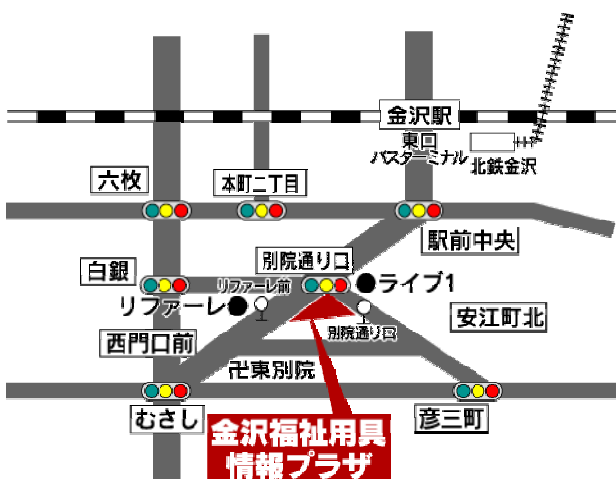 金沢駅
東口
バスターミナル
北鉄金沢
六枚
本町二丁目
駅前中央
白銀
別院通り口
リファーレ前
ライブ1
リファーレ
別院通り口
安江町北
西門口前
卍東別院
むさし
彦三町
金沢福祉用具
情報プラザ